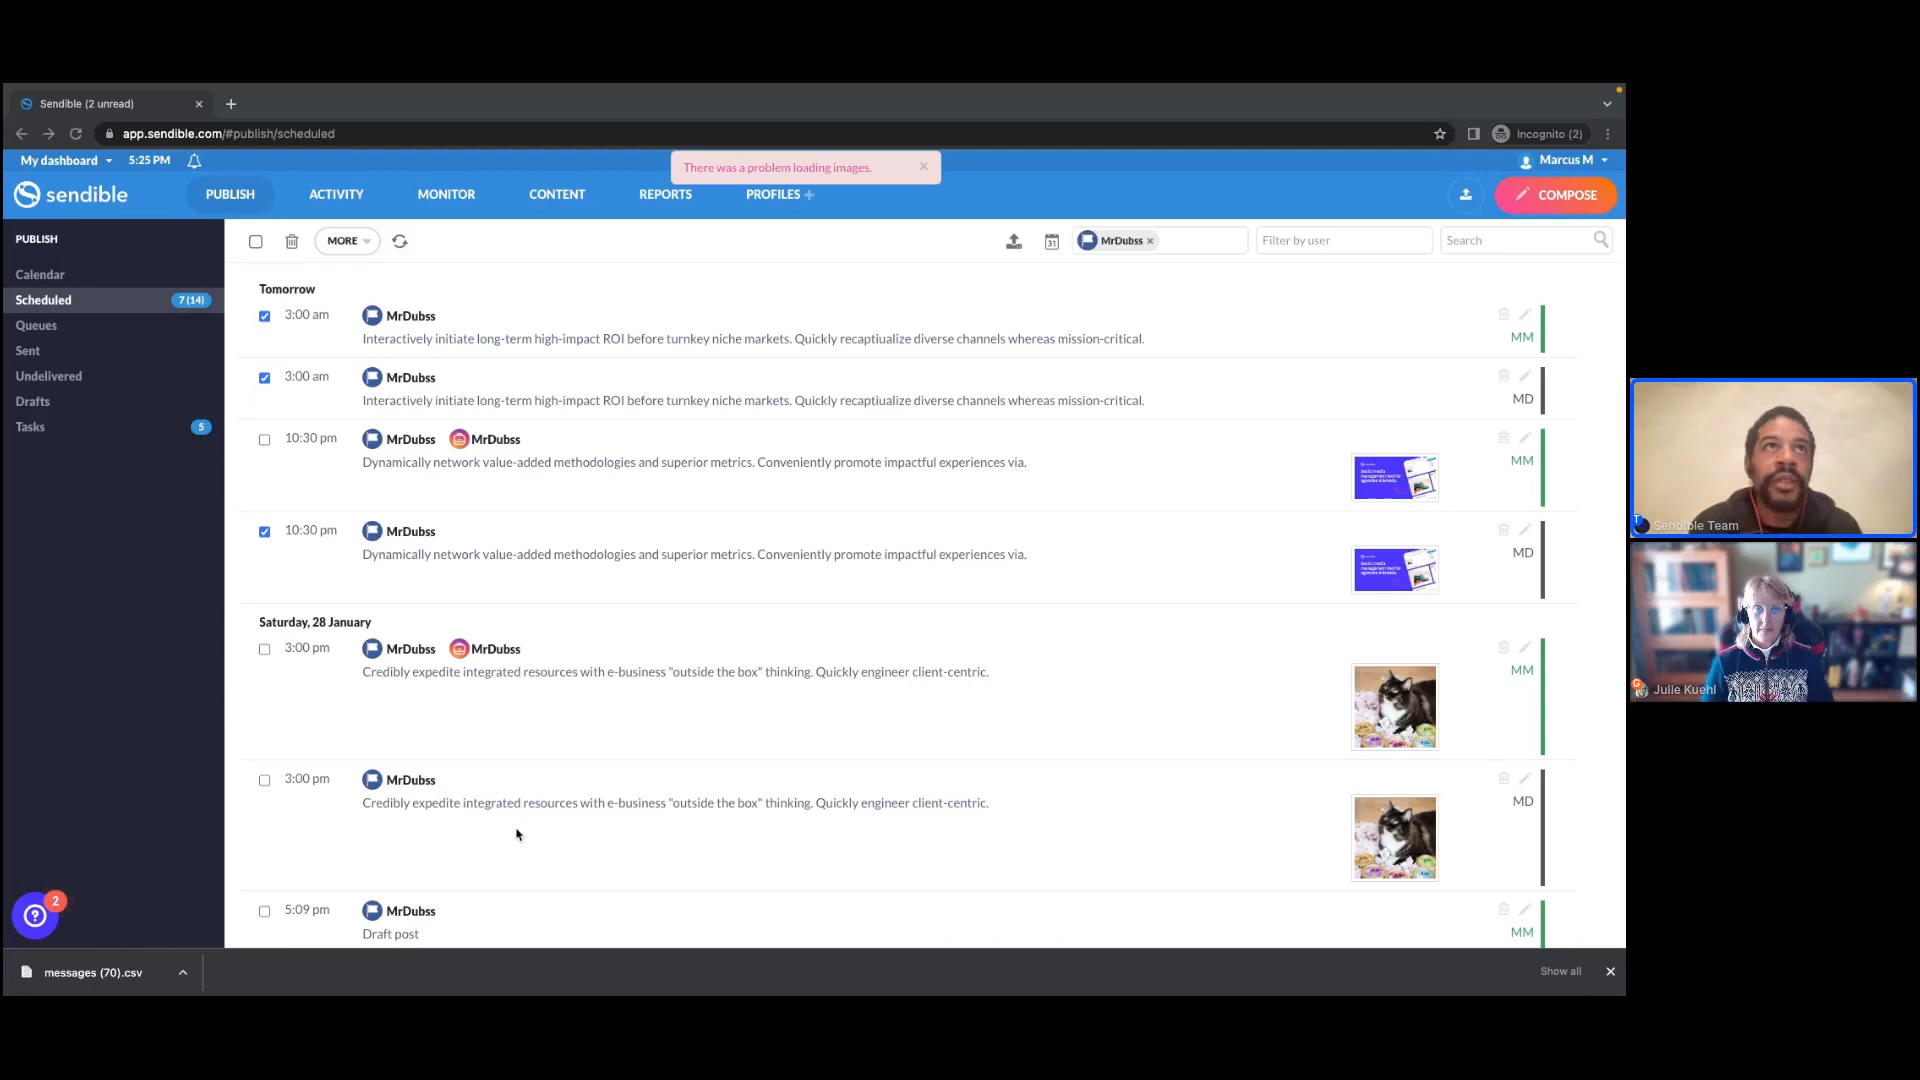 Sendible (2 unread)
app.sendible.com/#publish/scheduled
Incognito (2)
My dashboard
5:25 PM
There was a problem loading images.
Marcus M
sendible
PUBLISH
ACTIVITY
MONITOR
CONTENT
REPORTS
PROFILES
COMPOSE
PUBLISH
Calendar
Scheduled 7 (14)
Queues
Sent
Undelivered
Drafts
Tasks 5
MORE
31
MrDubss
Filter by user
Search
Tomorrow
3:00 am MrDubss
Interactively initiate long-term high-impact ROI before turnkey niche markets. Quickly recaptiualize diverse channels whereas mission-critical.
MM
3:00 am MrDubss
Interactively initiate long-term high-impact ROI before turnkey niche markets. Quickly recaptiualize diverse channels whereas mission-critical.
MD
10:30 pm MrDubss MrDubss
Dynamically network value-added methodologies and superior metrics. Conveniently promote impactful experiences via.
MM
10:30 pm MrDubss
Dynamically network value-added methodologies and superior metrics. Conveniently promote impactful experiences via.
MD
Saturday, 28 January
3:00 pm MrDubss MrDubss
Credibly expedite integrated resources with e-business "outside the box" thinking. Quickly engineer client-centric.
MM
3:00 pm MrDubss
Credibly expedite integrated resources with e-business "outside the box" thinking. Quickly engineer client-centric.
MD
5:09 pm MrDubss
Draft post
MM
2
messages (70).csv
Show all
Sendible Team
Julie Kuehl